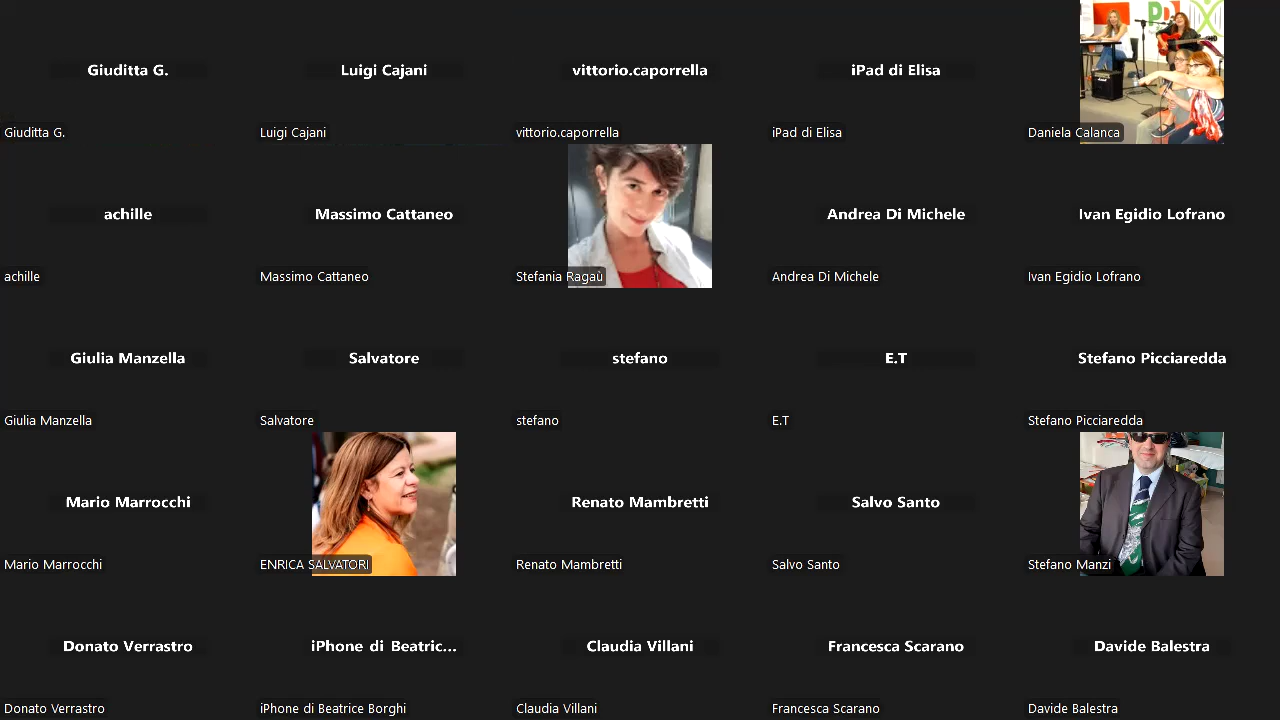 Giuditta G.
Luigi Cajani
vittorio.caporrella
iPad di Elisa
PD
Giuditta G.
Luigi Cajani
vittorio.caporrella
iPad di Elisa
Daniela Calanca
achille
Massimo Cattaneo
Andrea Di Michele
Ivan Egidio Lofrano
achille
Massimo Cattaneo
Stefania Ragaù
Andrea Di Michele
Ivan Egidio Lofrano
Giulia Manzella
Salvatore
stefano
E.T
Stefano Picciaredda
Giulia Manzella
Salvatore
stefano
E.T
Stefano Picciaredda
Mario Marrocchi
Renato Mambretti
Salvo Santo
Mario Marrocchi
ENRICA SALVATORI
Renato Mambretti
Salvo Santo
Stefano Manzi
Donato Verrastro
iPhone di Beatric...
Claudia Villani
Francesca Scarano
Davide Balestra
Donato Verrastro
iPhone di Beatrice Borghi
Claudia Villani
Francesca Scarano
Davide Balestra